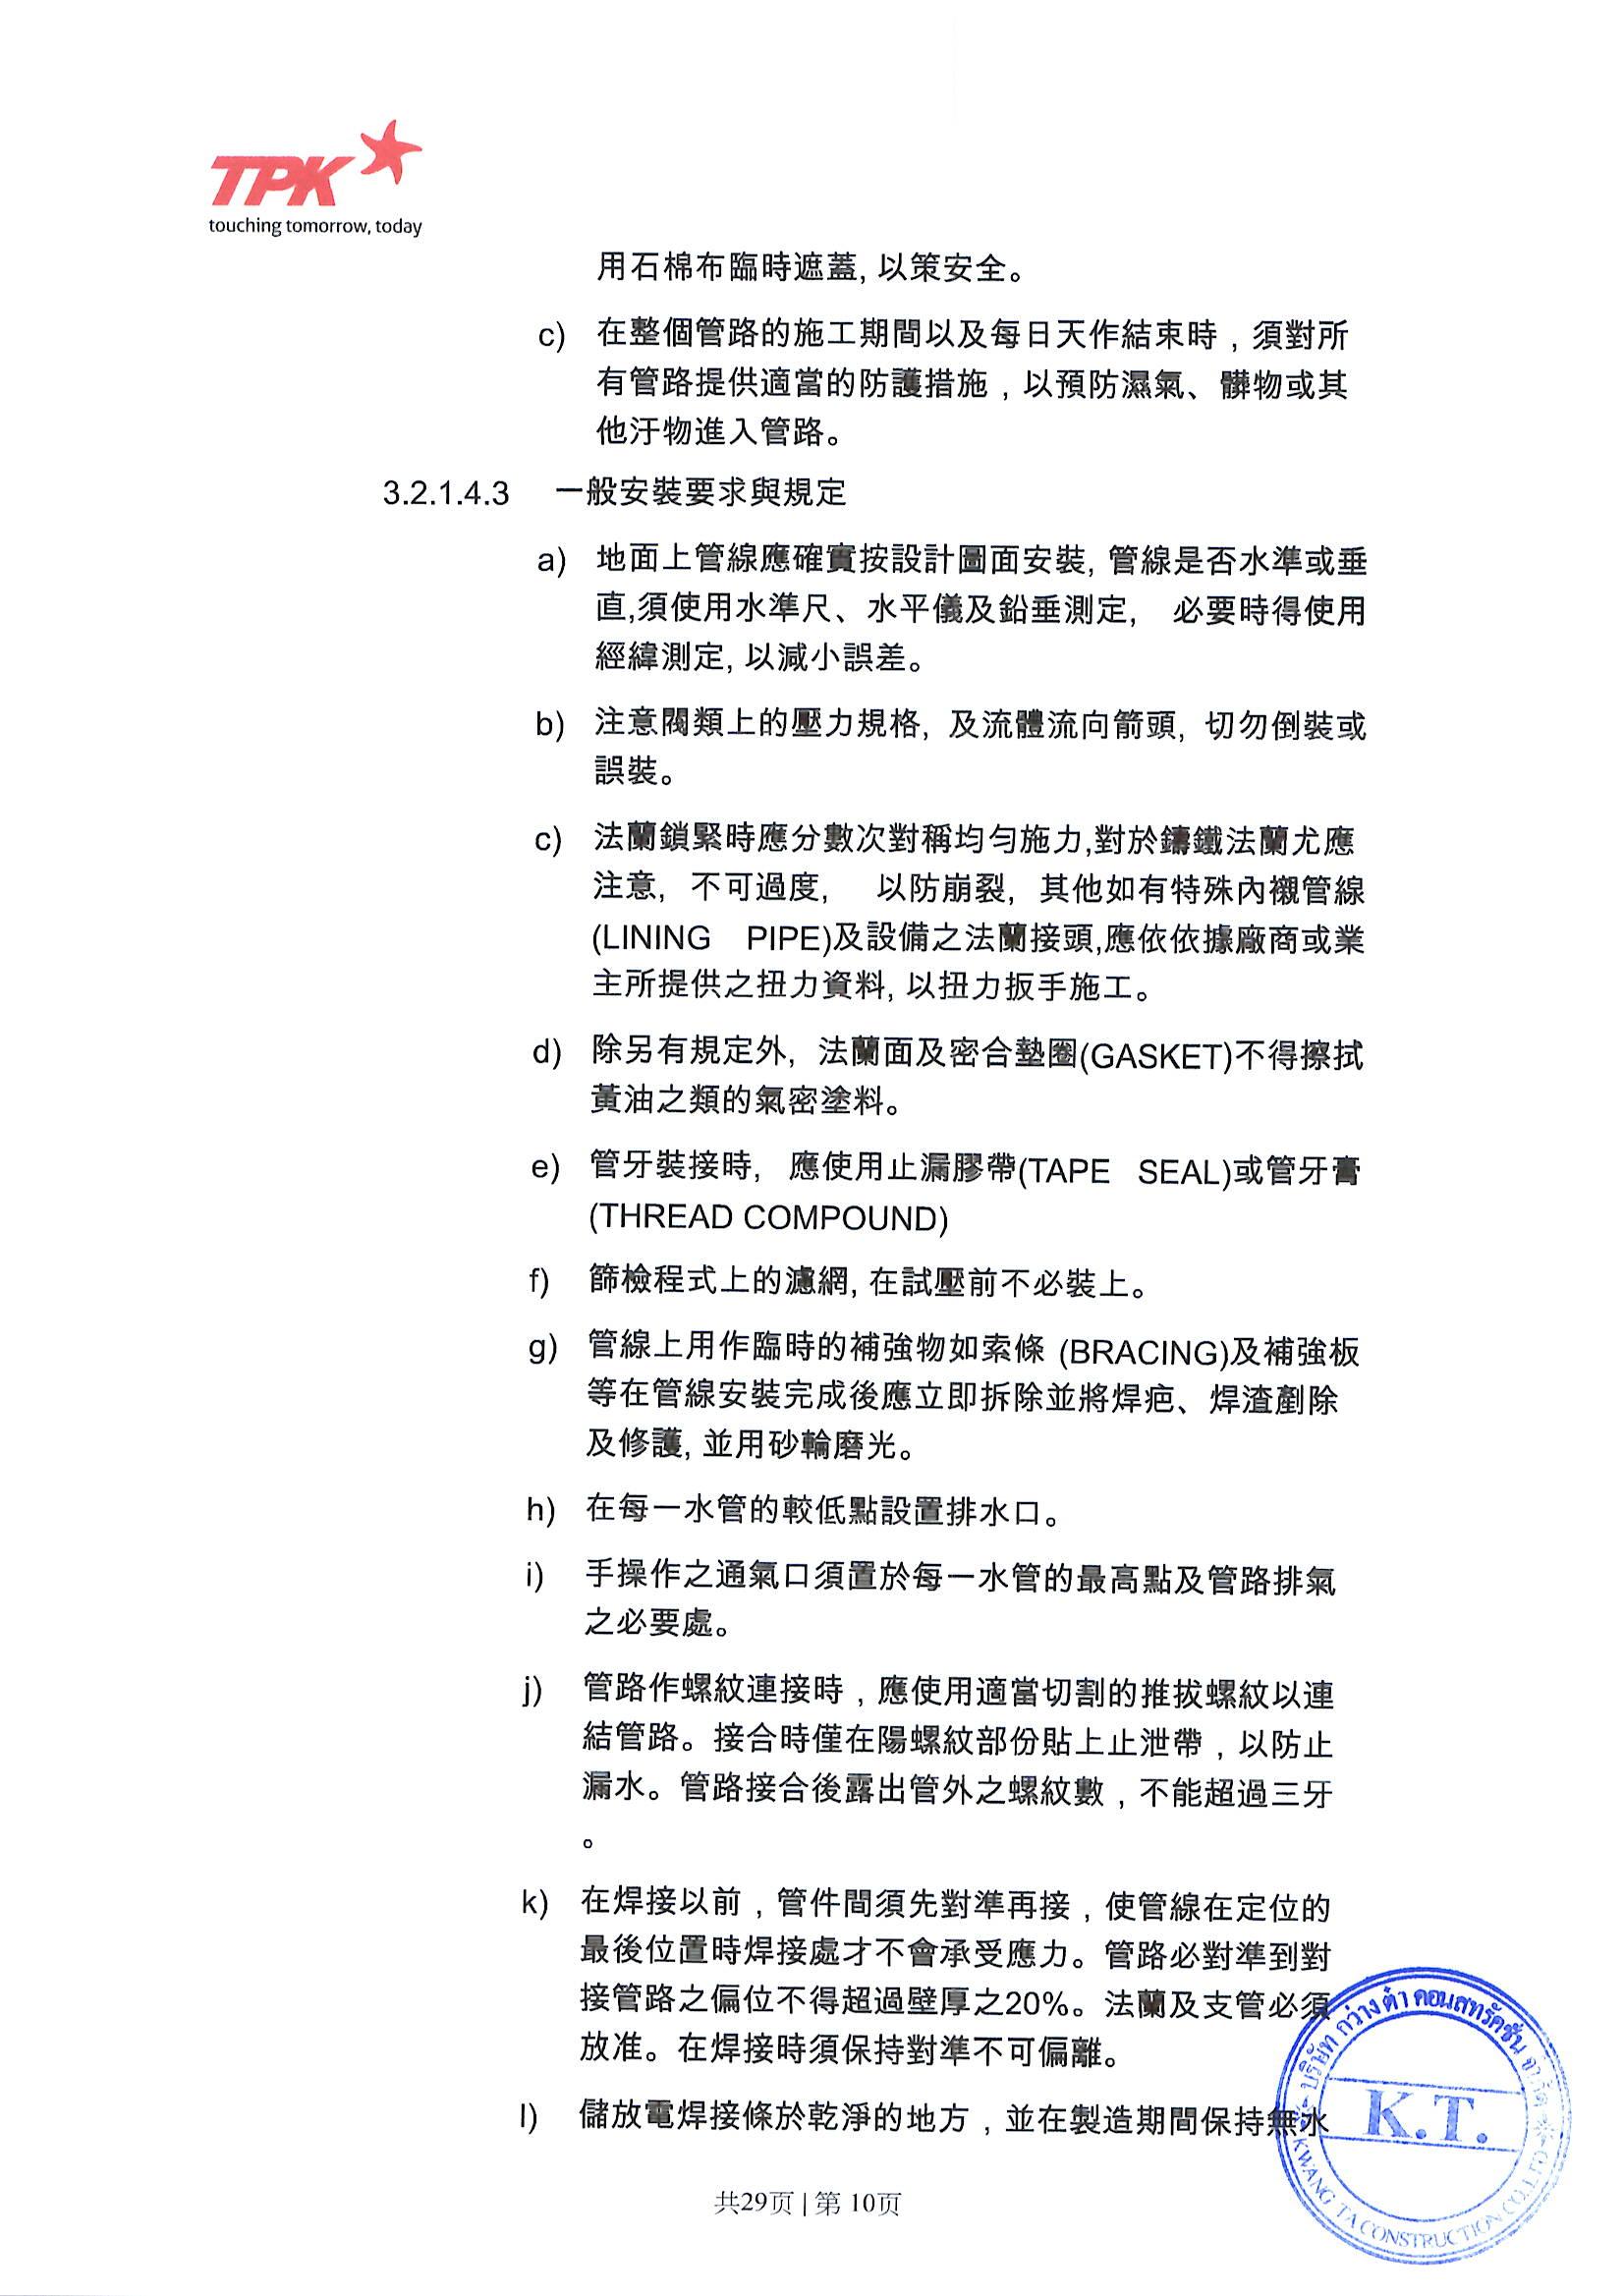 TPK
touching tomorrow, today
用石棉布臨時遮蓋, 以策安全。
c) 在整個管路的施工期間以及每日天作結束時，須對所
有管路提供適當的防護措施，以預防濕氣、髒物或其
他汙物進入管路。
3.2.1.4.3 一般安裝要求與規定
a) 地面上管線應確實按設計圖面安裝, 管線是否水準或垂
直,須使用水準尺、水平儀及鉛垂測定, 必要時得使用
經緯測定, 以減小誤差。
b) 注意閥類上的壓力規格, 及流體流向箭頭, 切勿倒裝或
誤裝。
c) 法蘭鎖緊時應分數次對稱均勻施力,對於鑄鐵法蘭尤應
注意, 不可過度, 以防崩裂, 其他如有特殊內襯管線
(LINING PIPE)及設備之法蘭接頭,應依依據廠商或業
主所提供之扭力資料, 以扭力扳手施工。
d) 除另有規定外, 法蘭面及密合墊圈(GASKET)不得擦拭
黃油之類的氣密塗料。
e) 管牙裝接時, 應使用止漏膠帶(TAPE SEAL)或管牙膏
(THREAD COMPOUND)
f) 篩檢程式上的濾網, 在試壓前不必裝上。
g) 管線上用作臨時的補強物如索條 (BRACING)及補強板
等在管線安裝完成後應立即拆除並將焊疤、焊渣剷除
及修護, 並用砂輪磨光。
h) 在每一水管的較低點設置排水口。
i) 手操作之通氣口須置於每一水管的最高點及管路排氣
之必要處。
j) 管路作螺紋連接時，應使用適當切割的推拔螺紋以連
結管路。接合時僅在陽螺紋部份貼上止泄帶，以防止
漏水。管路接合後露出管外之螺紋數，不能超過三牙
。
k) 在焊接以前，管件間須先對準再接，使管線在定位的
最後位置時焊接處才不會承受應力。管路必對準到對
接管路之偏位不得超過壁厚之20%。法蘭及支管必須
放准。在焊接時須保持對準不可偏離。
l) 儲放電焊接條於乾淨的地方，並在製造期間保持無水
共29页 | 第 10页
บริษัท กว่างต๋า คอนสทรัคชั่น จำกัด
K.T.
KWANG TA CONSTRUCTION CO.LTD